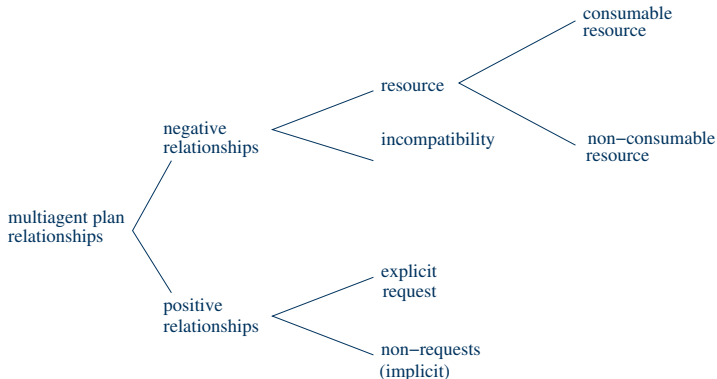 consumable
resource
resource
negative
relationships
incompatibility
non−consumable
resource
multiagent plan
relationships
explicit
request
positive
relationships
non−requests
(implicit)